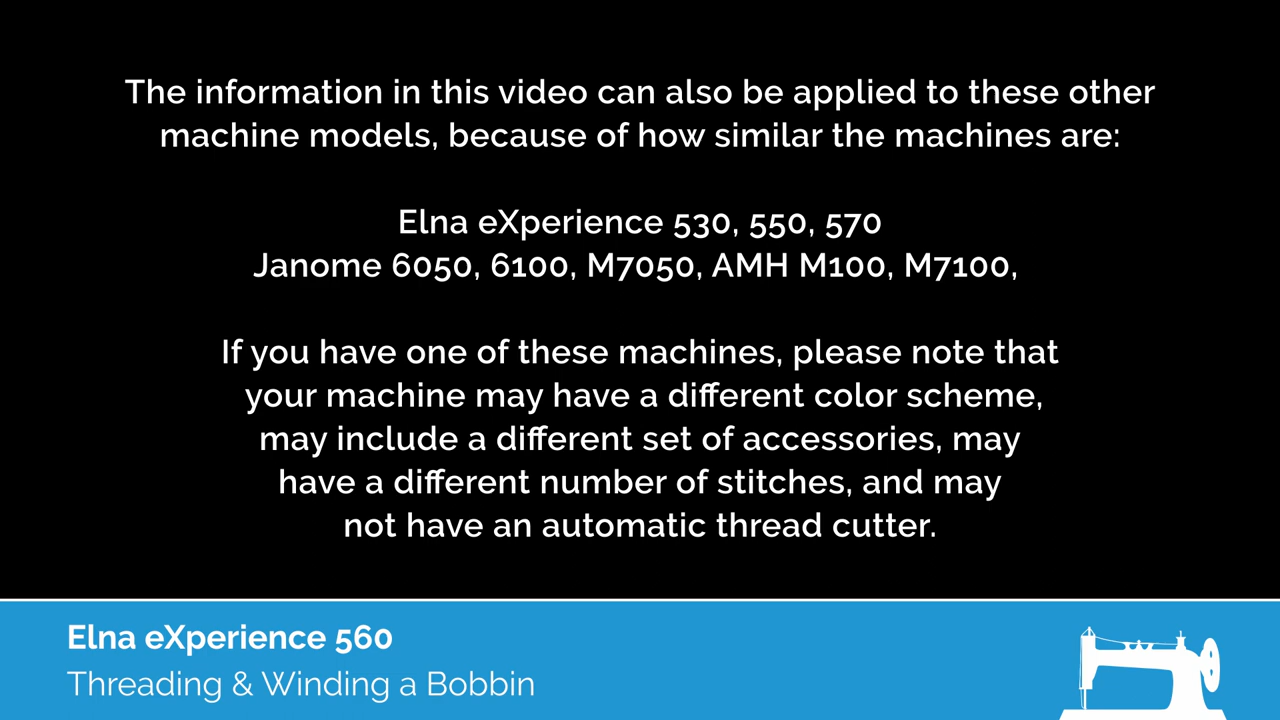 The information in this video can also be applied to these other
machine models, because of how similar the machines are:
Elna eXperience 530, 550, 570
Janome 6050, 6100, M7050, AMH M100, M7100,
If you have one of these machines, please note that
your machine may have a different color scheme,
may include a different set of accessories, may
have a different number of stitches, and may
not have an automatic thread cutter.
Elna eXperience 560
Threading & Winding a Bobbin